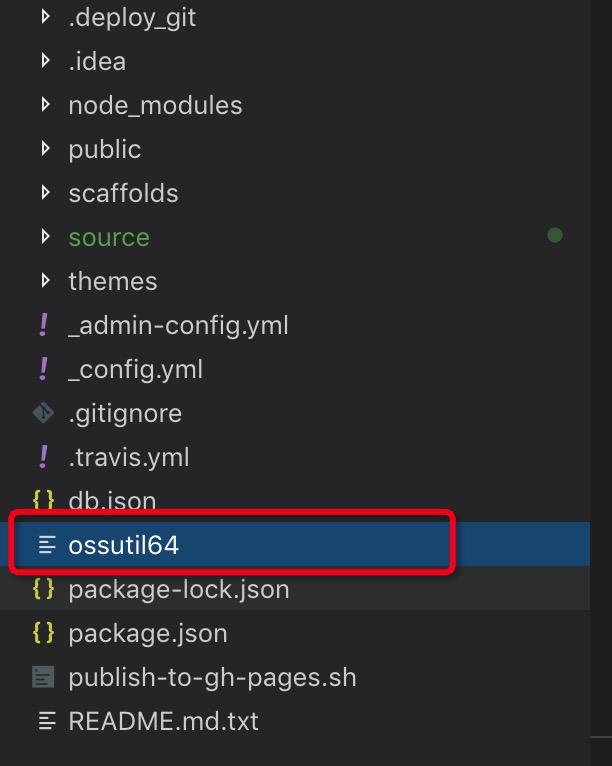 .deploy_git
.idea
node_modules
public
scaffolds
source
themes
_admin-config.yml
_config.yml
.gitignore
.travis.yml
db.json
ossutil64
package-lock.json
package.json
publish-to-gh-pages.sh
README.md.txt